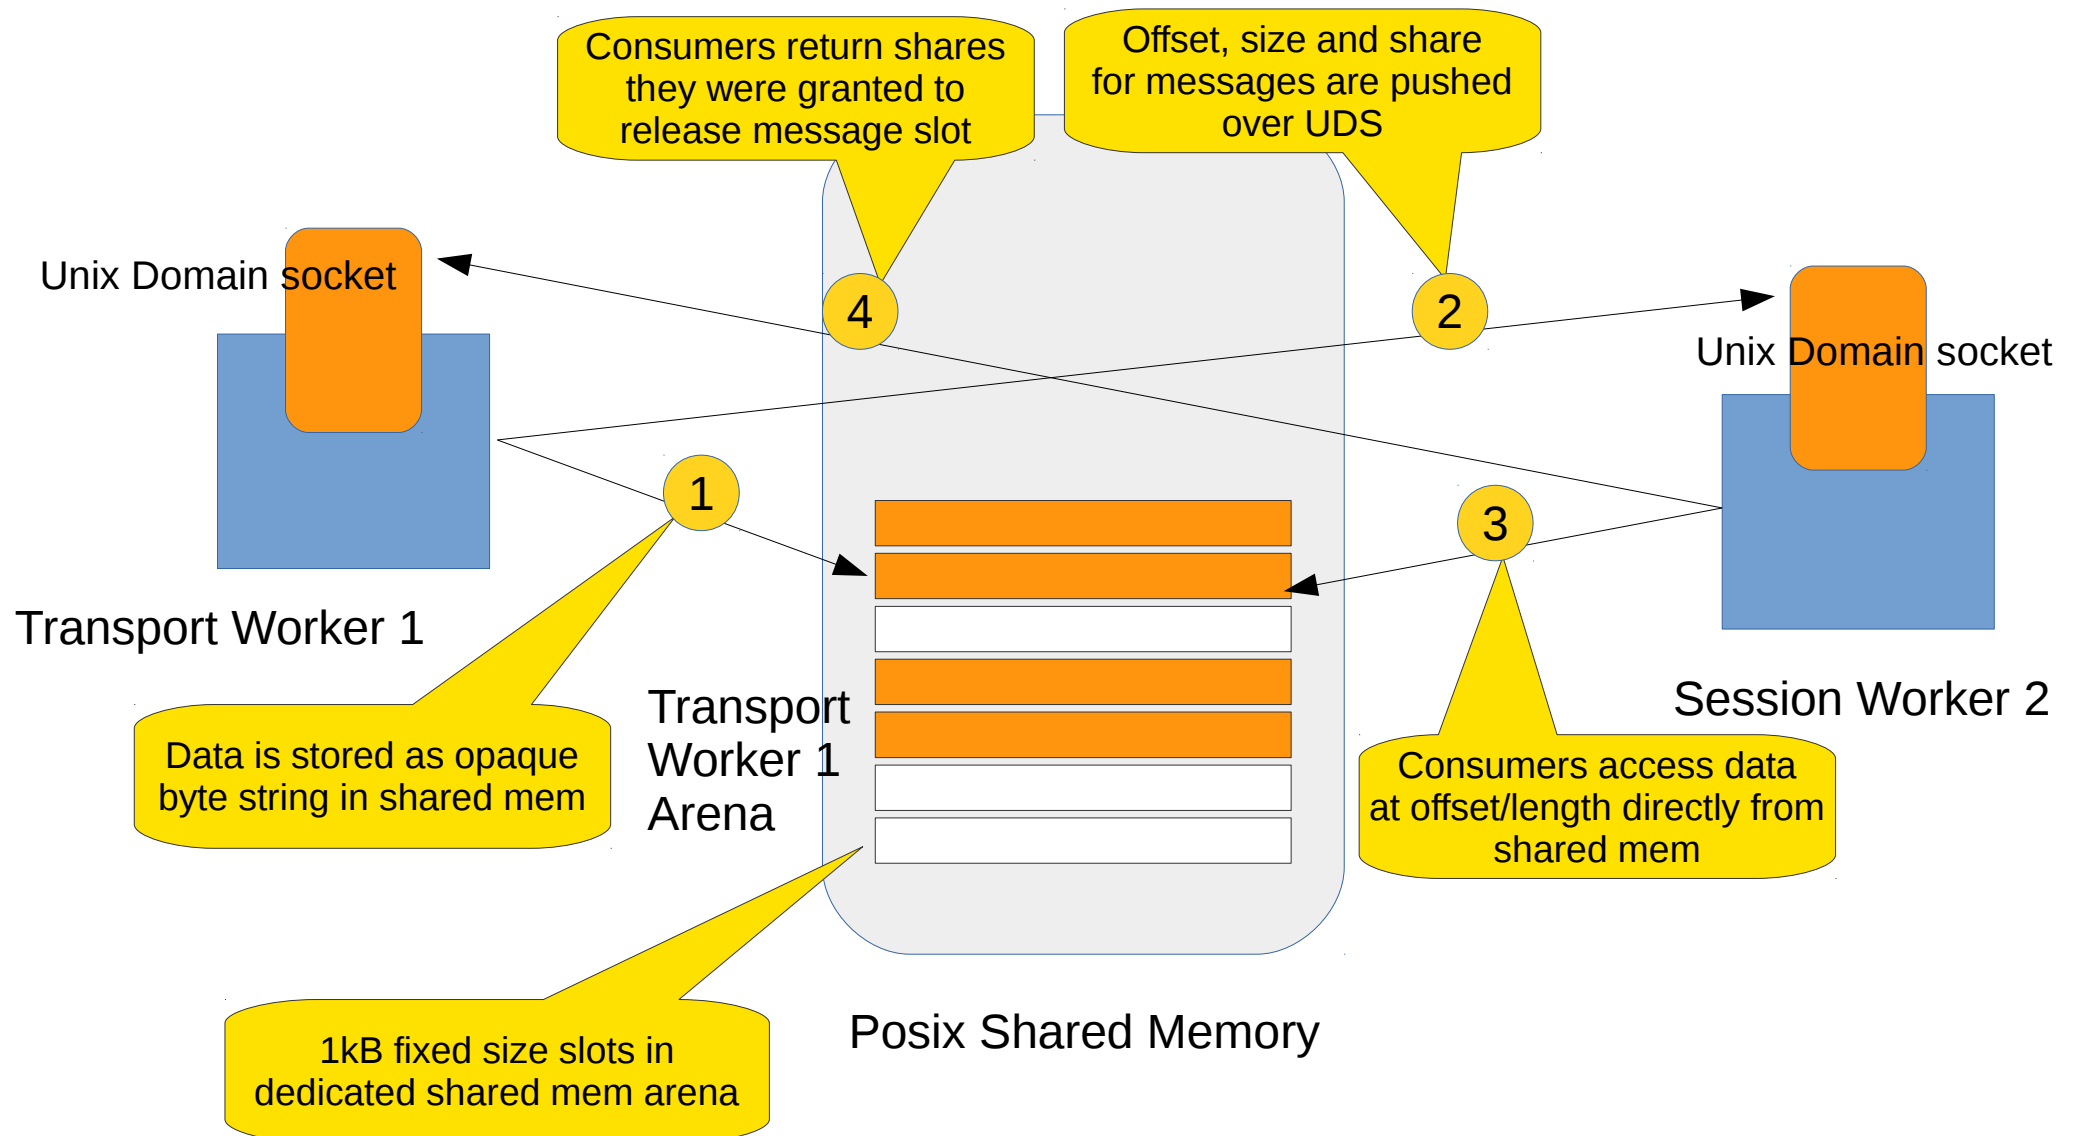 Consumers return shares
they were granted to
release message slot
Offset, size and share
for messages are pushed
over UDS
Unix Domain socket
4
2
Unix Domain socket
1
3
Transport Worker 1
Transport
Worker 1
Arena
Session Worker 2
Data is stored as opaque
byte string in shared mem
Consumers access data
at offset/length directly from
shared mem
Posix Shared Memory
1kB fixed size slots in
dedicated shared mem arena